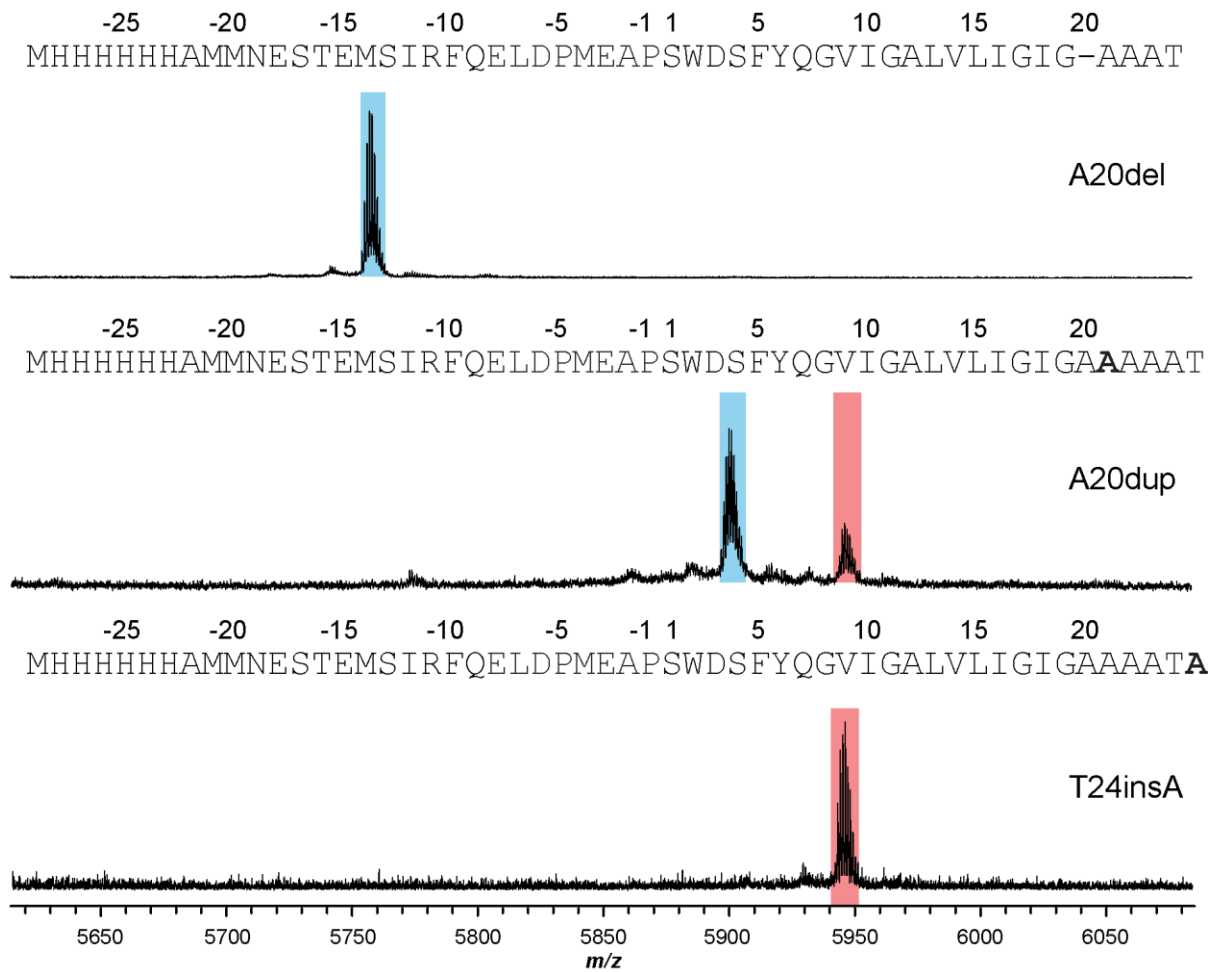 -25 -20 -15 -10 -5 -1 1 5 10 15 20
MHHHHHHAMMNESTEMSIRFQELDPMEAPSWDSFYQGVIGALVLIGIG-AAAT
A20del
-25 -20 -15 -10 -5 -1 1 5 10 15 20
MHHHHHHAMMNESTEMSIRFQELDPMEAPSWDSFYQGVIGALVLIGIGAAAAAT
A20dup
-25 -20 -15 -10 -5 -1 1 5 10 15 20
MHHHHHHAMMNESTEMSIRFQELDPMEAPSWDSFYQGVIGALVLIGIGAAAATA
T24insA
5650 5700 5750 5800 5850 5900 5950 6000 6050
m/z